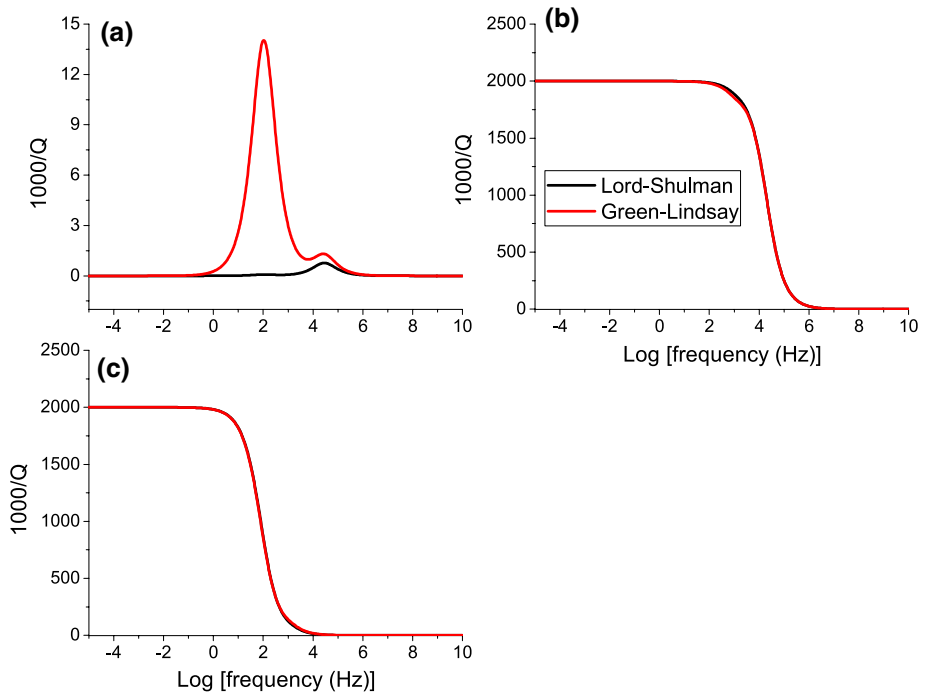 (a)
15
12
9
6
3
0
1000/Q
-4 -2 0 2 4 6 8 10
(b)
2500
2000
1500
1000
500
0
1000/Q
Lord-Shulman
Green-Lindsay
-4 -2 0 2 4 6 8 10
Log [frequency (Hz)]
(c)
2500
2000
1500
1000
500
0
1000/Q
-4 -2 0 2 4 6 8 10
Log [frequency (Hz)]